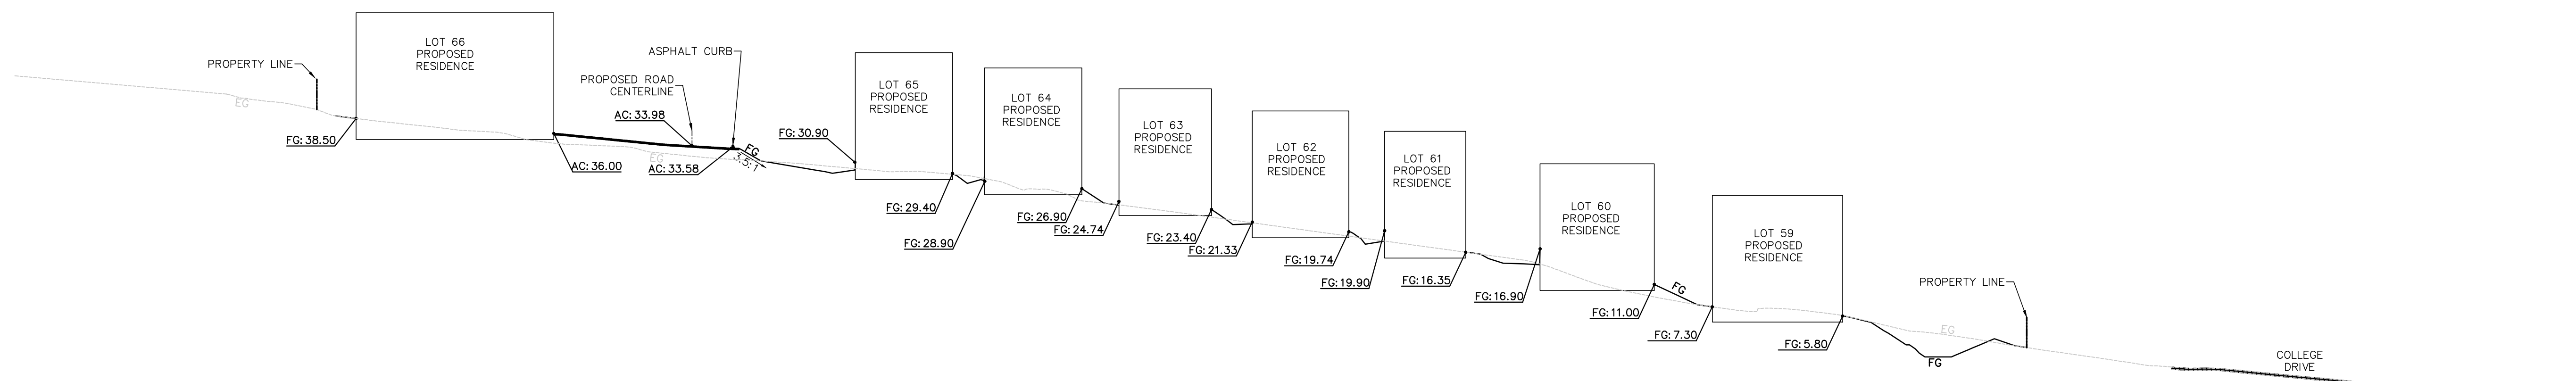 PROPERTY LINE
EG
FG: 38.50
LOT 66
PROPOSED
RESIDENCE
AC: 36.00
PROPOSED ROAD
CENTERLINE
AC: 33.98
ASPHALT CURB
EG
AC: 33.58
FG
3.5:1
FG: 30.90
LOT 65
PROPOSED
RESIDENCE
FG: 29.40
FG: 28.90
LOT 64
PROPOSED
RESIDENCE
FG: 26.90
FG: 24.74
LOT 63
PROPOSED
RESIDENCE
FG: 23.40
FG: 21.33
LOT 62
PROPOSED
RESIDENCE
FG: 19.74
FG: 19.90
LOT 61
PROPOSED
RESIDENCE
FG: 16.35
FG: 16.90
LOT 60
PROPOSED
RESIDENCE
FG: 11.00
FG
FG: 7.30
LOT 59
PROPOSED
RESIDENCE
FG: 5.80
FG
EG
PROPERTY LINE
COLLEGE
DRIVE